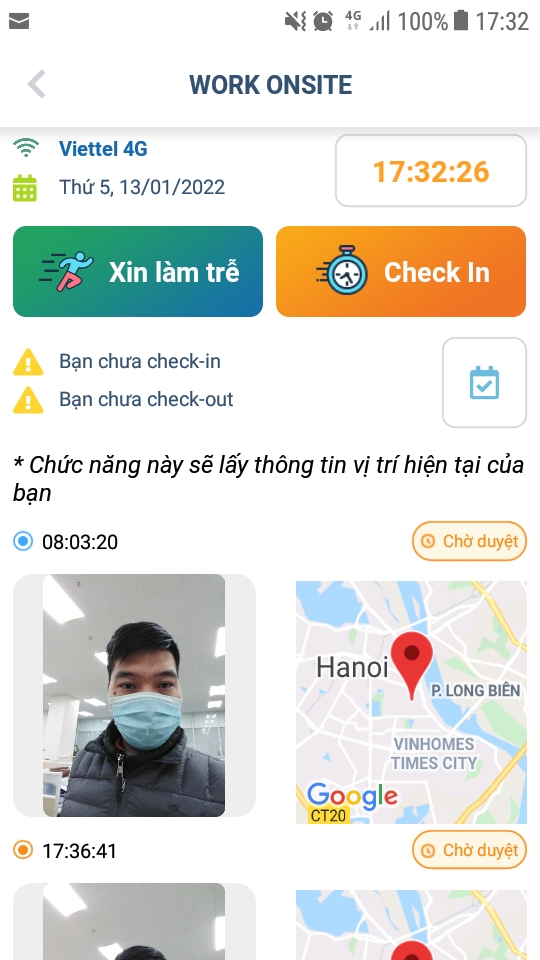 4G 100% 17:32
WORK ONSITE
Viettel 4G
17:32:26
Thứ 5, 13/01/2022
Xin làm trễ
Check In
Bạn chưa check-in
Bạn chưa check-out
* Chức năng này sẽ lấy thông tin vị trí hiện tại của
bạn
08:03:20
Chờ duyệt
Hanoi
P. LONG BIÊN
VINHOMES
TIMES CITY
Google
CT20
17:36:41
Chờ duyệt